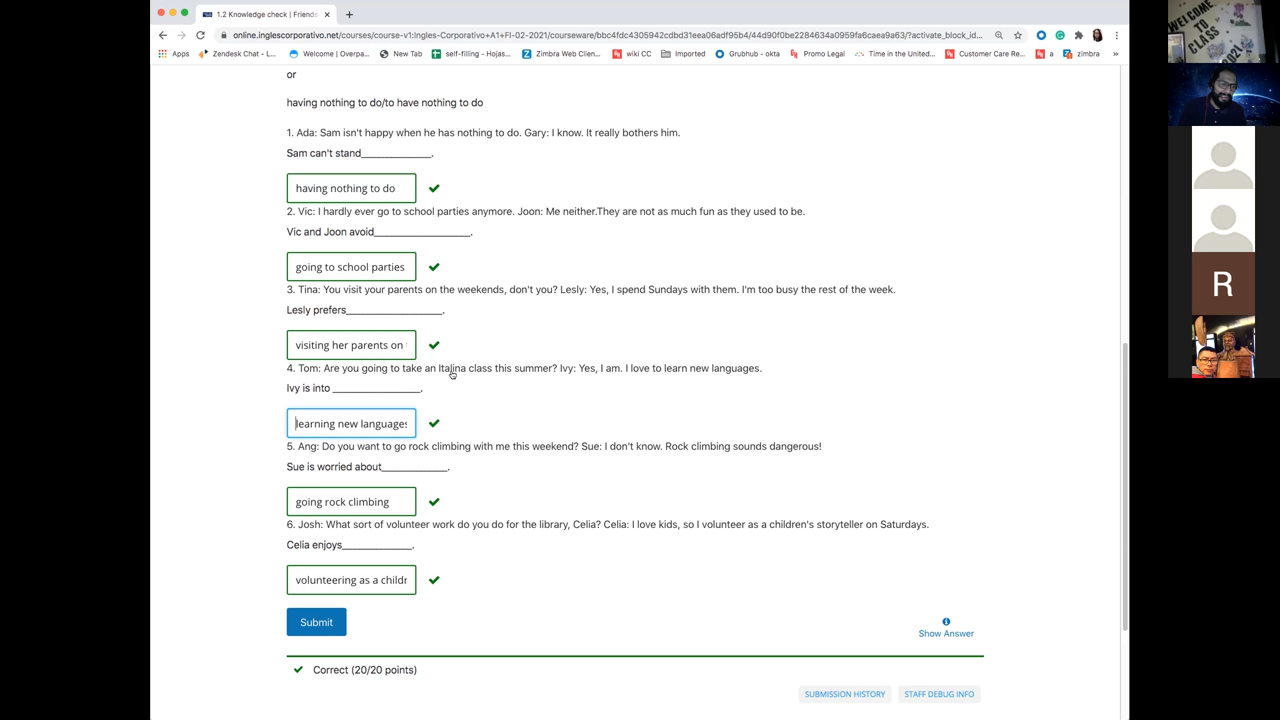 1.2 Knowledge check | Friends
online.inglescorporativo.net/courses/course-v1:Ingles-Corporativo+A1+FI-02-2021/courseware/bbc4fdc4305942cdbd31eea06adf95b4/44d90f0be2284634a0959fa6caea9a63/?activate_block_id...
Apps Zendesk Chat - L... Welcome | Overpa... New Tab self-filling - Hojas... Zimbra Web Clien... wiki CC Imported Grubhub - okta Promo Legal Time in the United... Customer Care Re... a zimbra »
or
having nothing to do/to have nothing to do
1. Ada: Sam isn't happy when he has nothing to do. Gary: I know. It really bothers him.
Sam can't stand______________.
having nothing to do
2. Vic: I hardly ever go to school parties anymore. Joon: Me neither.They are not as much fun as they used to be.
Vic and Joon avoid___________________.
going to school parties
3. Tina: You visit your parents on the weekends, don't you? Lesly: Yes, I spend Sundays with them. I'm too busy the rest of the week.
Lesly prefers___________________.
visiting her parents on
4. Tom: Are you going to take an Italina class this summer? Ivy: Yes, I am. I love to learn new languages.
Ivy is into _________________.
learning new languages
5. Ang: Do you want to go rock climbing with me this weekend? Sue: I don't know. Rock climbing sounds dangerous!
Sue is worried about_____________.
going rock climbing
6. Josh: What sort of volunteer work do you do for the library, Celia? Celia: I love kids, so I volunteer as a children's storyteller on Saturdays.
Celia enjoys______________.
volunteering as a childr
Submit
Show Answer
Correct (20/20 points)
SUBMISSION HISTORY STAFF DEBUG INFO
WELCOME
TO
CLASS
R